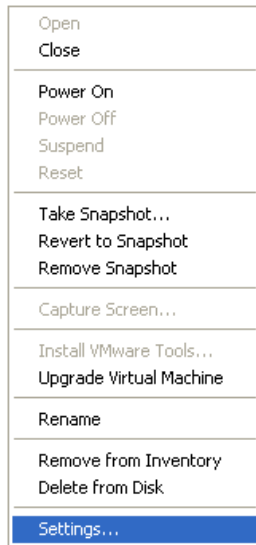 Open
Close
Power On
Power Off
Suspend
Reset
Take Snapshot...
Revert to Snapshot
Remove Snapshot
Capture Screen...
Install VMware Tools...
Upgrade Virtual Machine
Rename
Remove from Inventory
Delete from Disk
Settings...